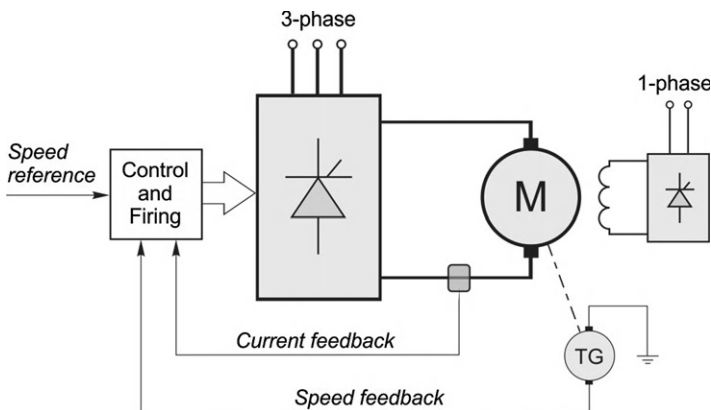 3-phase
1-phase
Speed
reference
Control
and
Firing
M
Current feedback
TG
Speed feedback